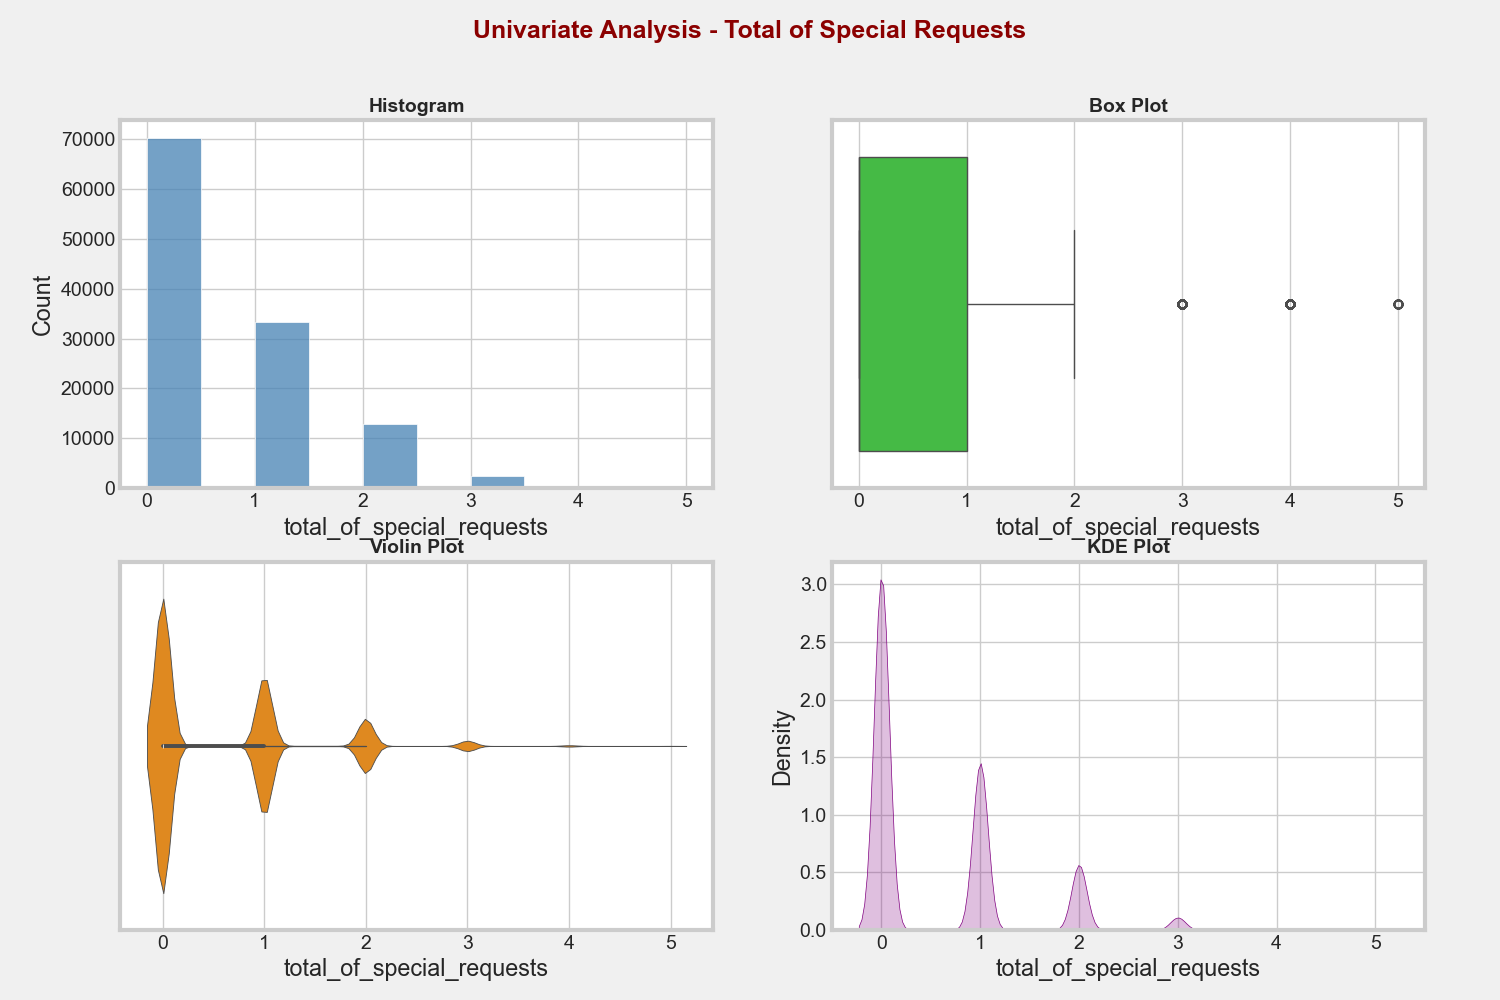 Univariate Analysis - Total of Special Requests
Histogram
70000
60000
50000
40000
30000
20000
10000
0
Count
0 1 2 3 4 5
total_of_special_requests
Box Plot
0 1 2 3 4 5
total_of_special_requests
Violin Plot
0 1 2 3 4 5
total_of_special_requests
KDE Plot
3.0
2.5
2.0
1.5
1.0
0.5
0.0
Density
0 1 2 3 4 5
total_of_special_requests